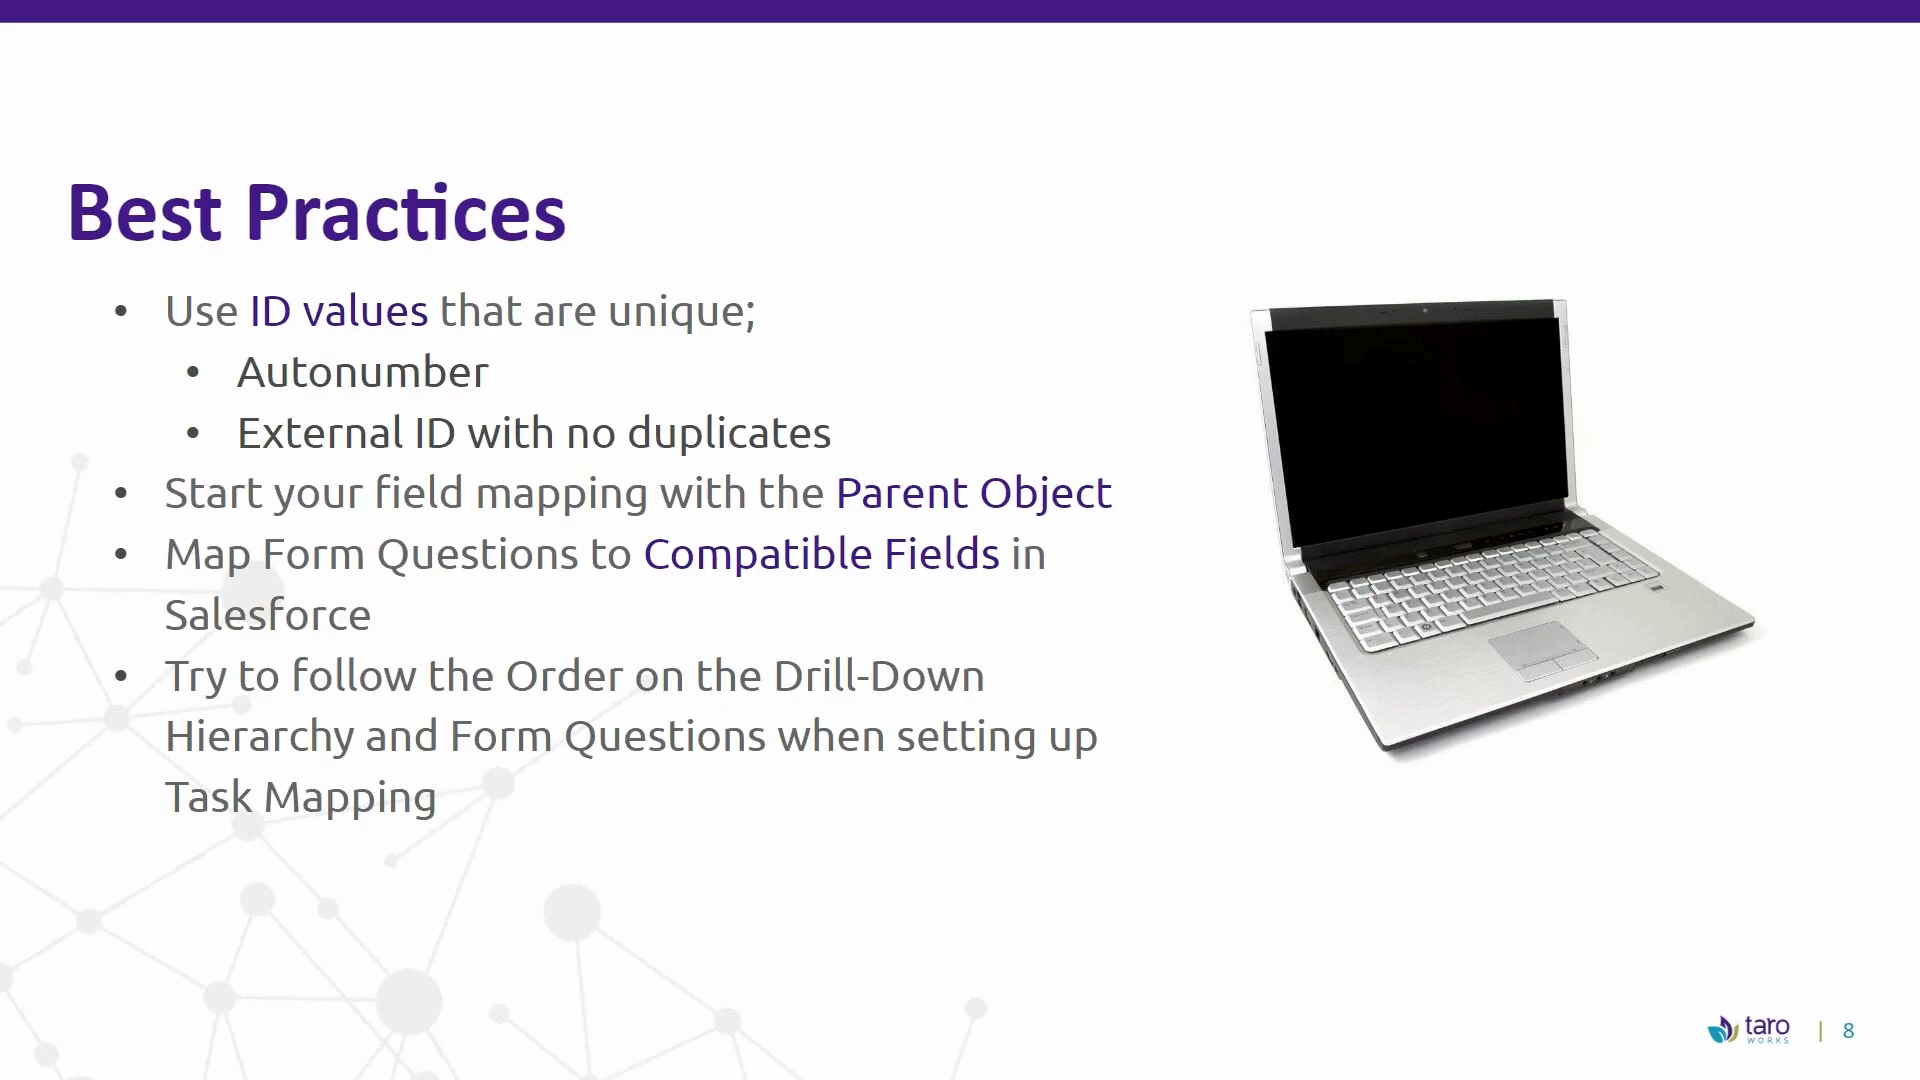 Best Practices
• Use ID values that are unique;
• Autonumber
• External ID with no duplicates
• Start your field mapping with the Parent Object
• Map Form Questions to Compatible Fields in
Salesforce
• Try to follow the Order on the Drill-Down
Hierarchy and Form Questions when setting up
Task Mapping
taro
WORKS
| 8